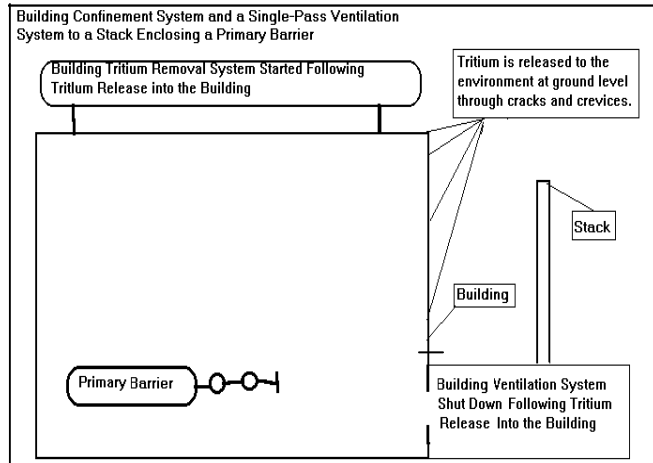 Building Confinement System and a Single-Pass Ventilation
System to a Stack Enclosing a Primary Barrier
Building Tritium Removal System Started Following
Tritium Release into the Building
Tritium is released to the
environment at ground level
through cracks and crevices.
Stack
Building
Primary Barrier
Building Ventilation System
Shut Down Following Tritium
Release Into the Building